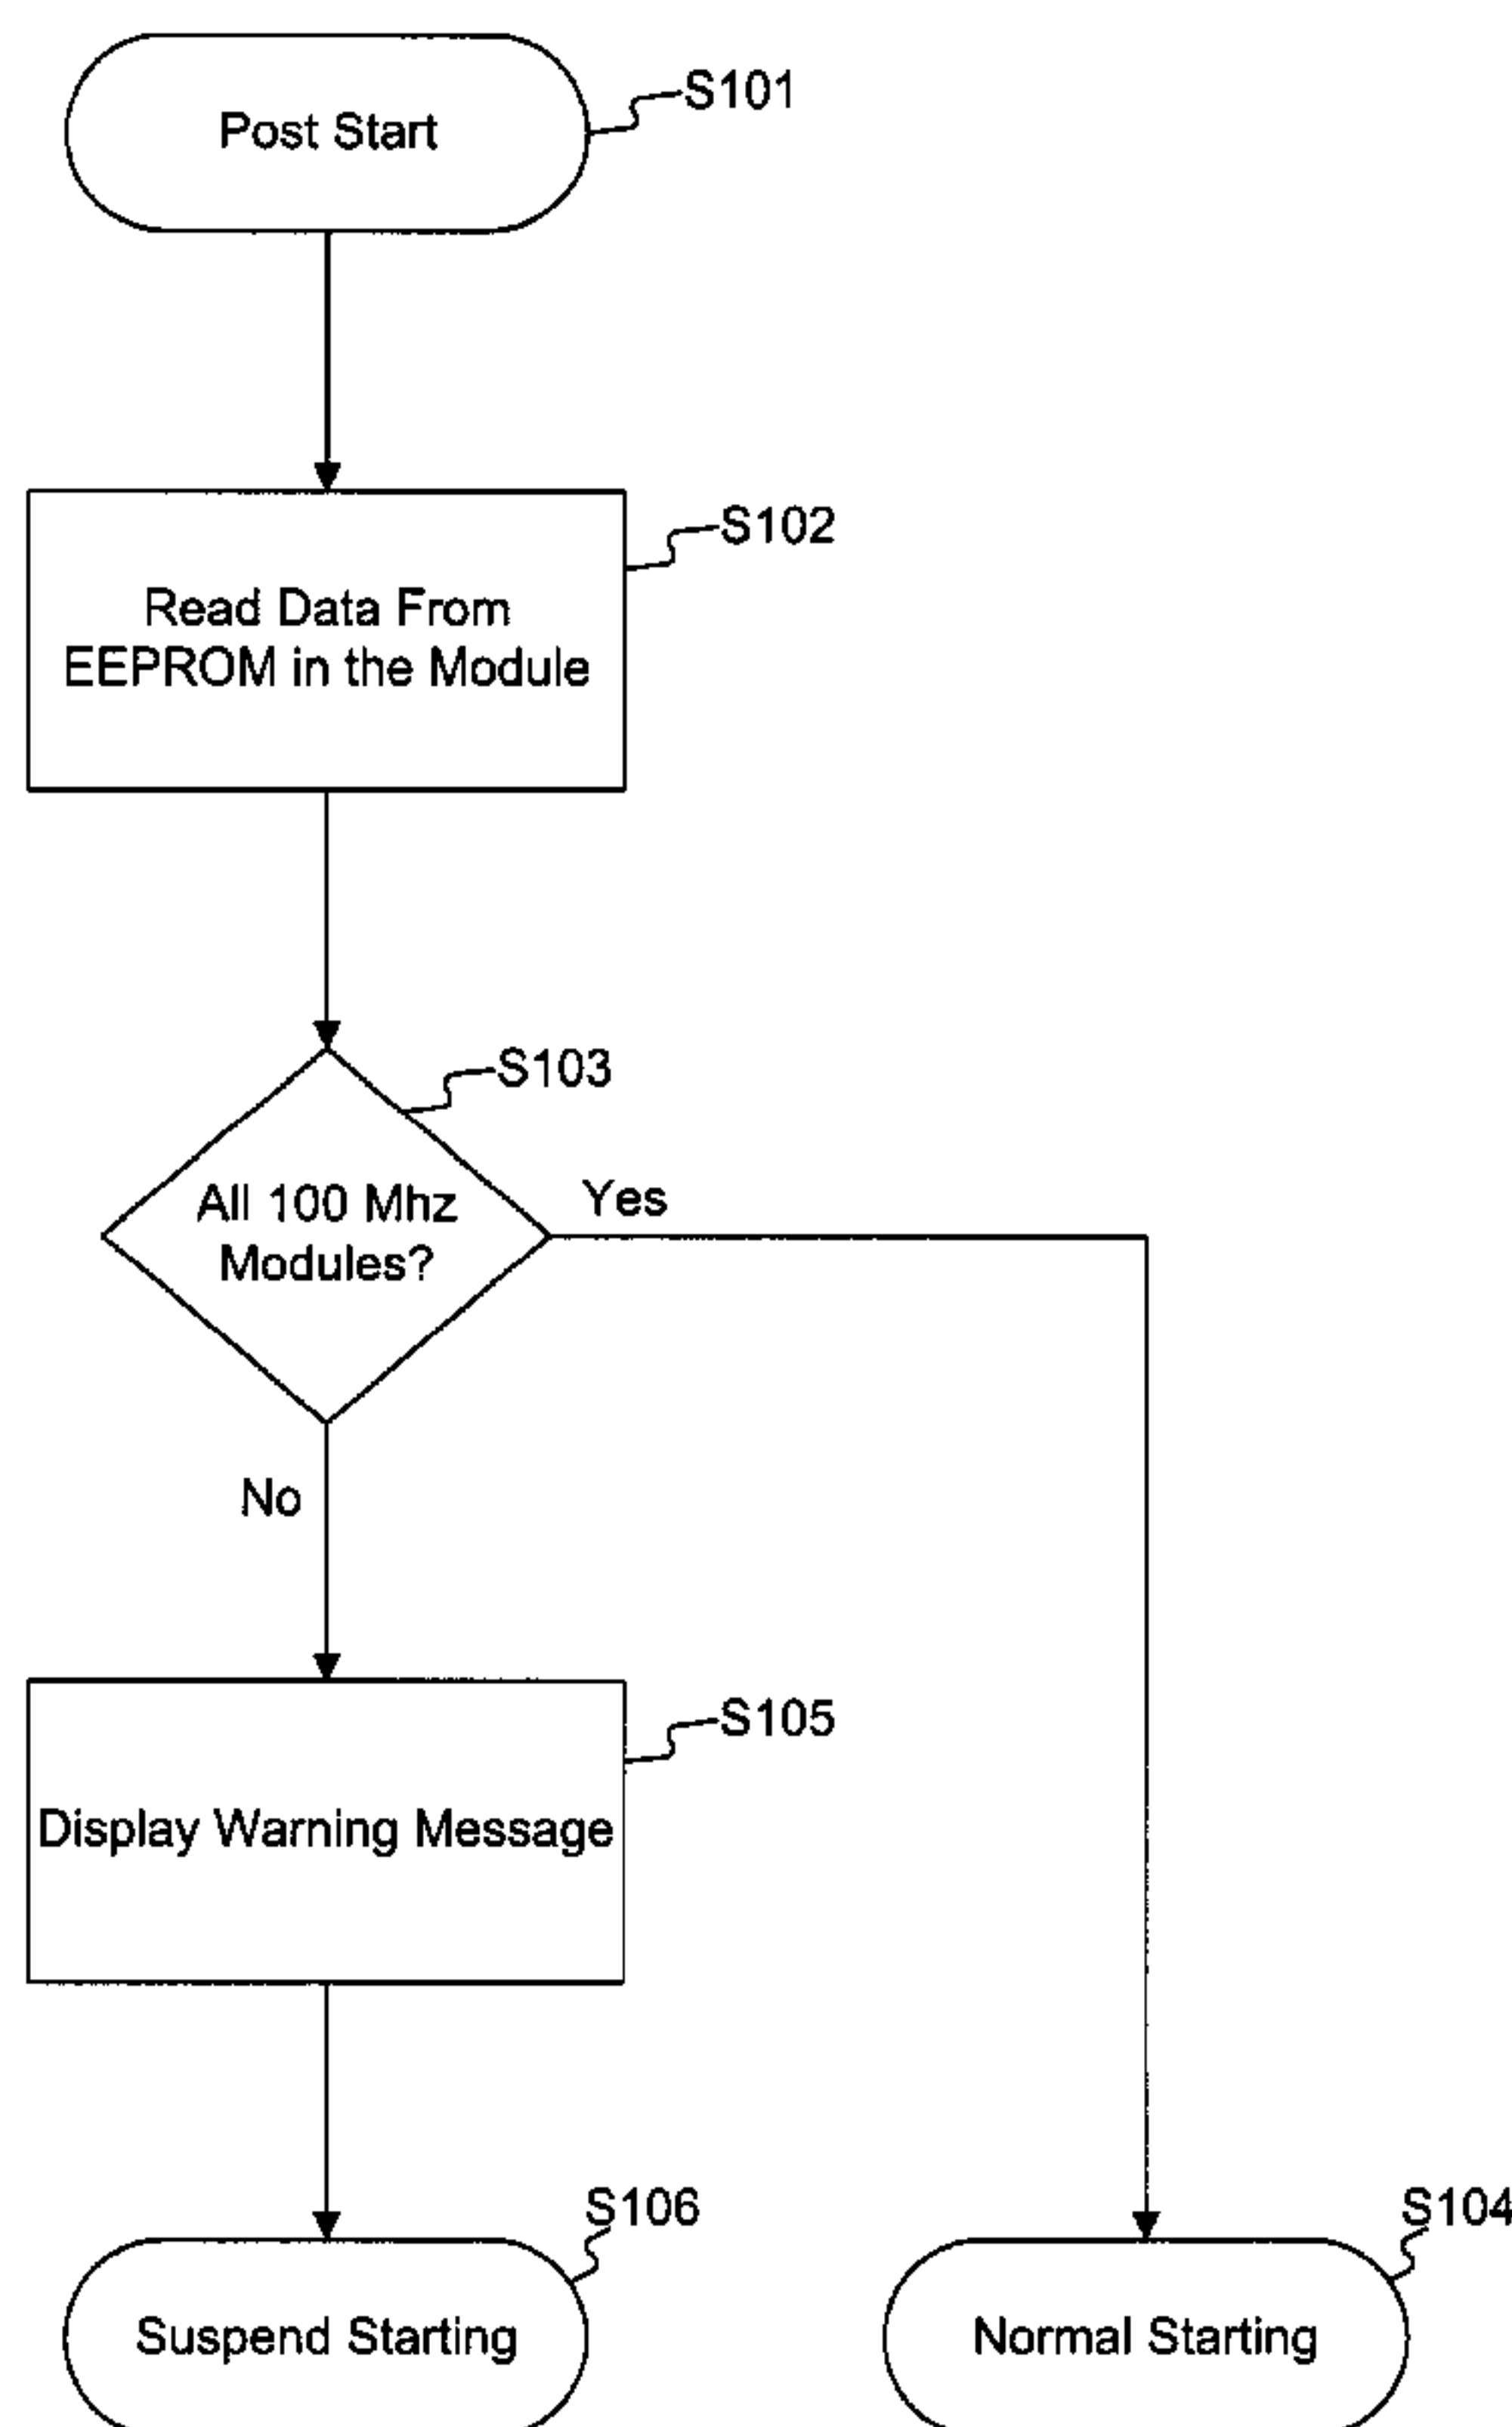 Post Start
S101
Read Data From
EEPROM in the Module
S102
S103
All 100 Mhz
Modules?
Yes
No
S105
Display Warning Message
S106
Suspend Starting
S104
Normal Starting